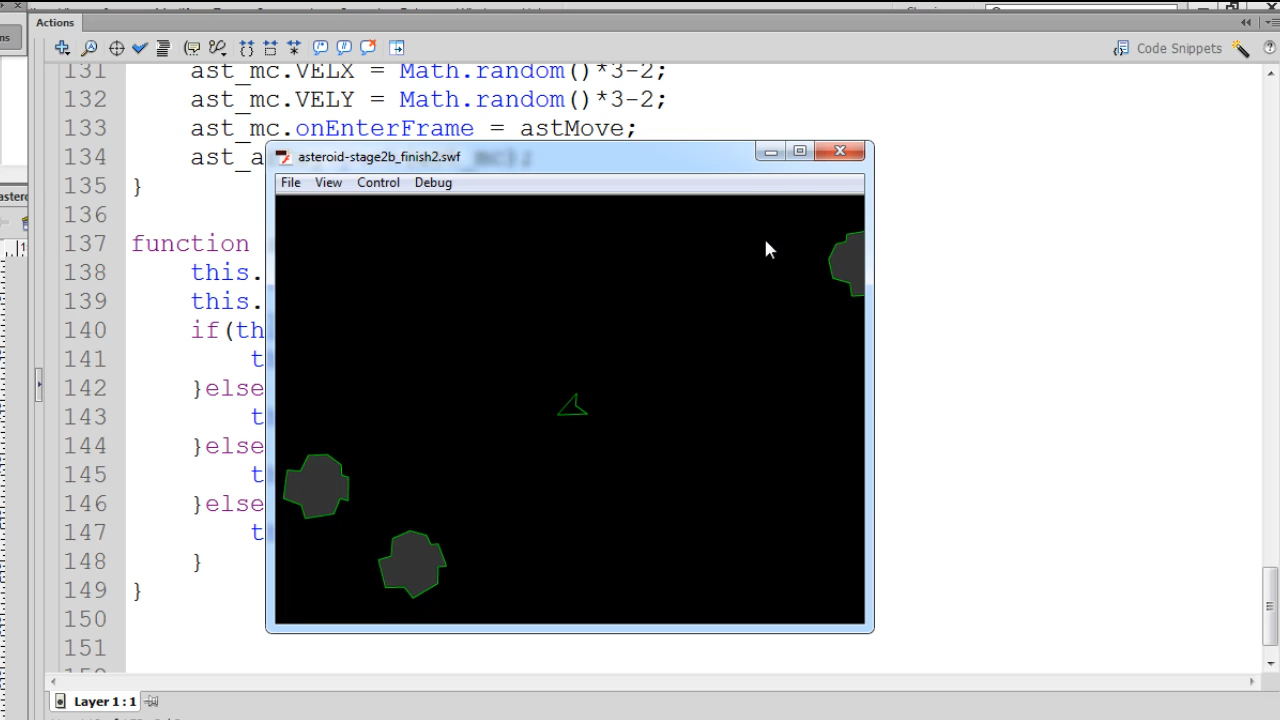 Actions
Code Snippets
131 ast_mc.VELX = Math.random()*3-2;
132 ast_mc.VELY = Math.random()*3-2;
133 ast_mc.onEnterFrame = astMove;
134 ast_a
135 }
136
137 function
138 this.
139 this.
140 if(th
141 t
142 }else
143 t
144 }else
145 t
146 }else
147 t
148 }
149 }
150
151
asteroid-stage2b_finish2.swf
File View Control Debug
Layer 1 : 1